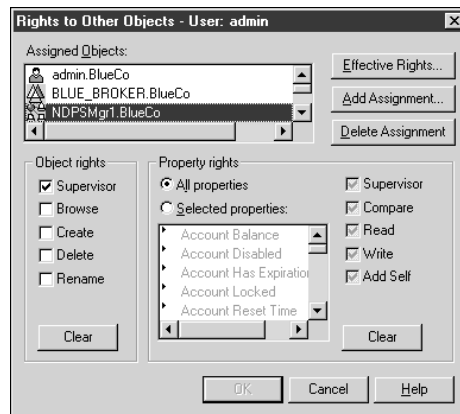 Rights to Other Objects - User: admin
Assigned Objects:
admin.BlueCo
BLUE_BROKER.BlueCo
NDPSMgr1.BlueCo
Effective Rights...
Add Assignment...
Delete Assignment
Object rights
Supervisor
Browse
Create
Delete
Rename
Clear
Property rights
All properties
Selected properties:
Account Balance
Account Disabled
Account Has Expiration
Account Locked
Account Reset Time
Supervisor
Compare
Read
Write
Add Self
Clear
OK
Cancel
Help